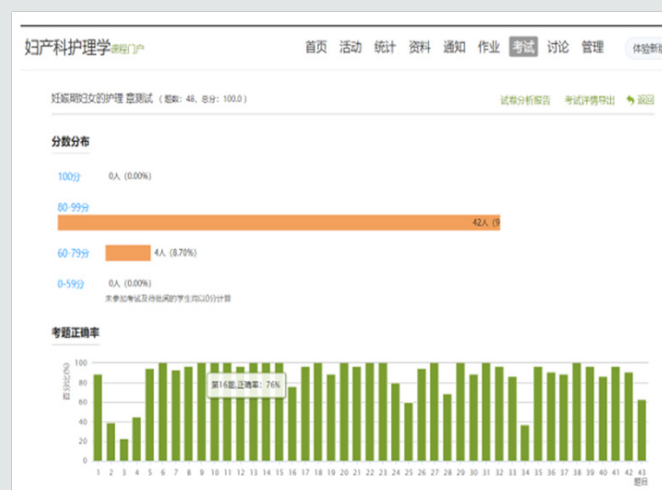 妇产科护理学课程门户
首页 活动 统计 资料 通知 作业 考试 讨论 管理 体验新版
妊娠期妇女的护理 章测试 ( 题数: 48, 总分: 100.0 ) 试卷分析报告 考试详情导出 返回
分数分布
100分 0人 (0.00%)
80-99分
42人 (9
60-79分 4人 (8.70%)
0-59分 0人 (0.00%)
未参加考试及待批阅的学生均以0分计算
考题正确率
百分比(%)
100
80
60
40
20
0
第16题,正确率: 76%
1 2 3 4 5 6 7 8 9 10 11 12 13 14 15 16 17 18 19 20 21 22 23 24 25 26 27 28 29 30 31 32 33 34 35 36 37 38 39 40 41 42 43
题目